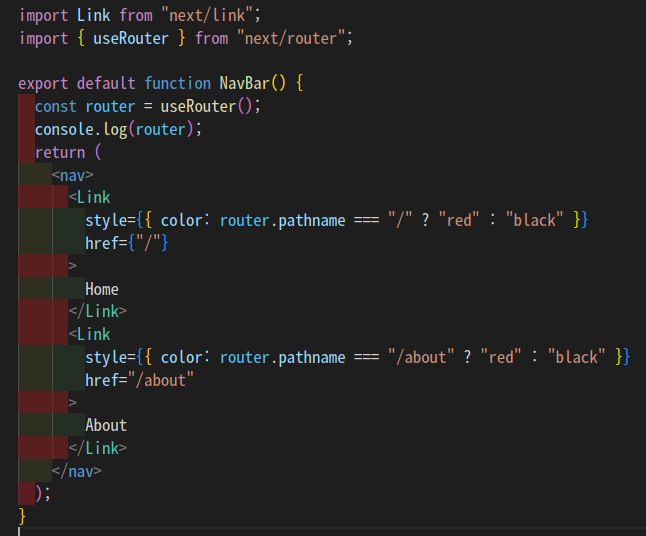 import Link from "next/link";
import { useRouter } from "next/router";

export default function NavBar() {
  const router = useRouter();
  console.log(router);
  return (
    <nav>
      <Link
        style={{ color: router.pathname === "/" ? "red" : "black" }}
        href={"/"}
      >
        Home
      </Link>
      <Link
        style={{ color: router.pathname === "/about" ? "red" : "black" }}
        href="/about"
      >
        About
      </Link>
    </nav>
  );
}